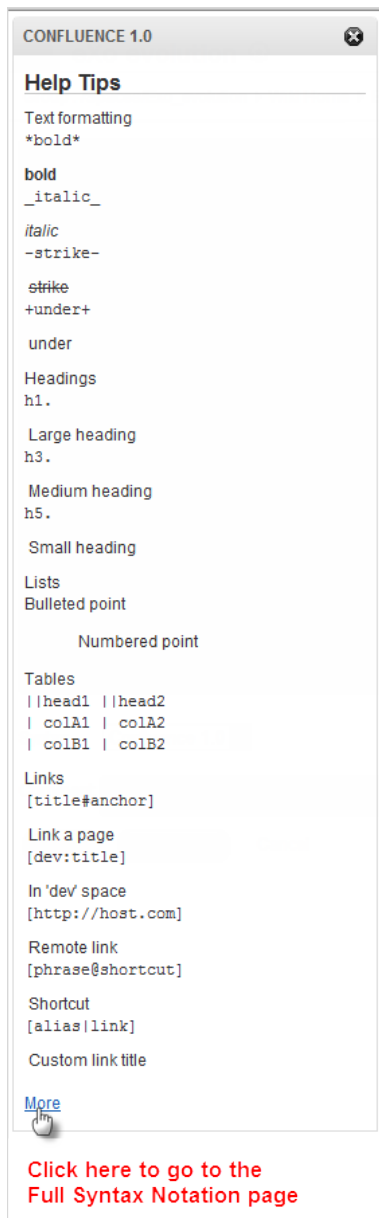 CONFLUENCE 1.0
Help Tips
Text formatting
*bold*
bold
_italic_
italic
-strike-
strike
+under+
under
Headings
h1.
Large heading
h3.
Medium heading
h5.
Small heading
Lists
Bulleted point
Numbered point
Tables
||head1 ||head2
| colA1 | colA2
| colB1 | colB2
Links
[title#anchor]
Link a page
[dev:title]
In 'dev' space
[http://host.com]
Remote link
[phrase@shortcut]
Shortcut
[alias|link]
Custom link title
More
Click here to go to the
Full Syntax Notation page